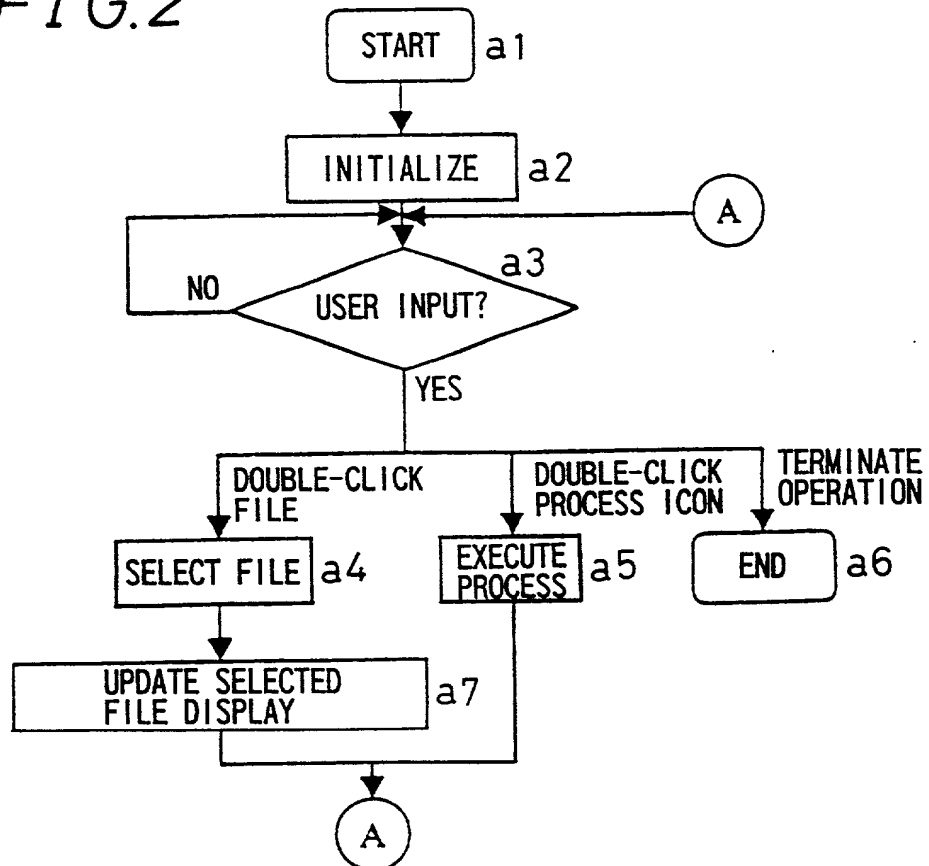 FIG.2
START a1
INITIALIZE a2
A
a3
NO
USER INPUT?
YES
DOUBLE-CLICK
FILE
DOUBLE-CLICK
PROCESS ICON
TERMINATE
OPERATION
SELECT FILE a4
EXECUTE
PROCESS
a5
END a6
UPDATE SELECTED
FILE DISPLAY
a7
A